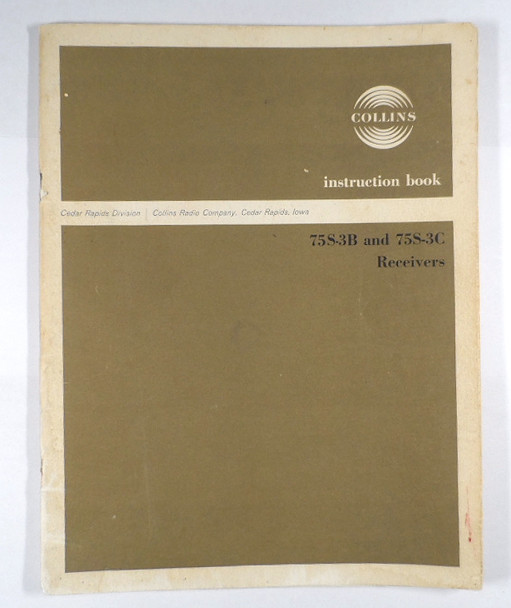 COLLINS
instruction book
Cedar Rapids Division | Collins Radio Company, Cedar Rapids, Iowa
75S-3B and 75S-3C
Receivers